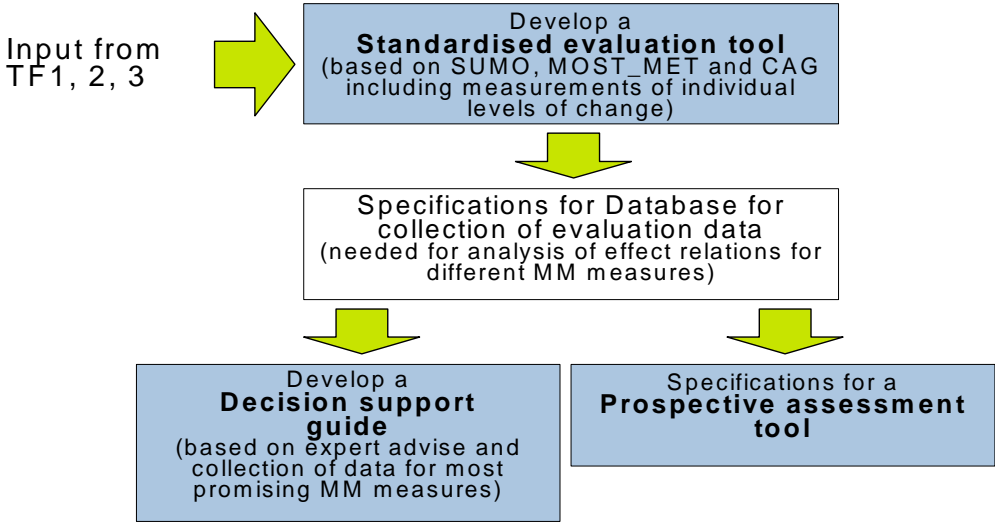 Input from
TF1, 2, 3
Develop a
Standardised evaluation tool
(based on SUMO, MOST_MET and CAG
including measurements of individual
levels of change)
Specifications for Database for
collection of evaluation data
(needed for analysis of effect relations for
different MM measures)
Develop a
Decision support
guide
(based on expert advise and
collection of data for most
promising MM measures)
Specifications for a
Prospective assessment
tool